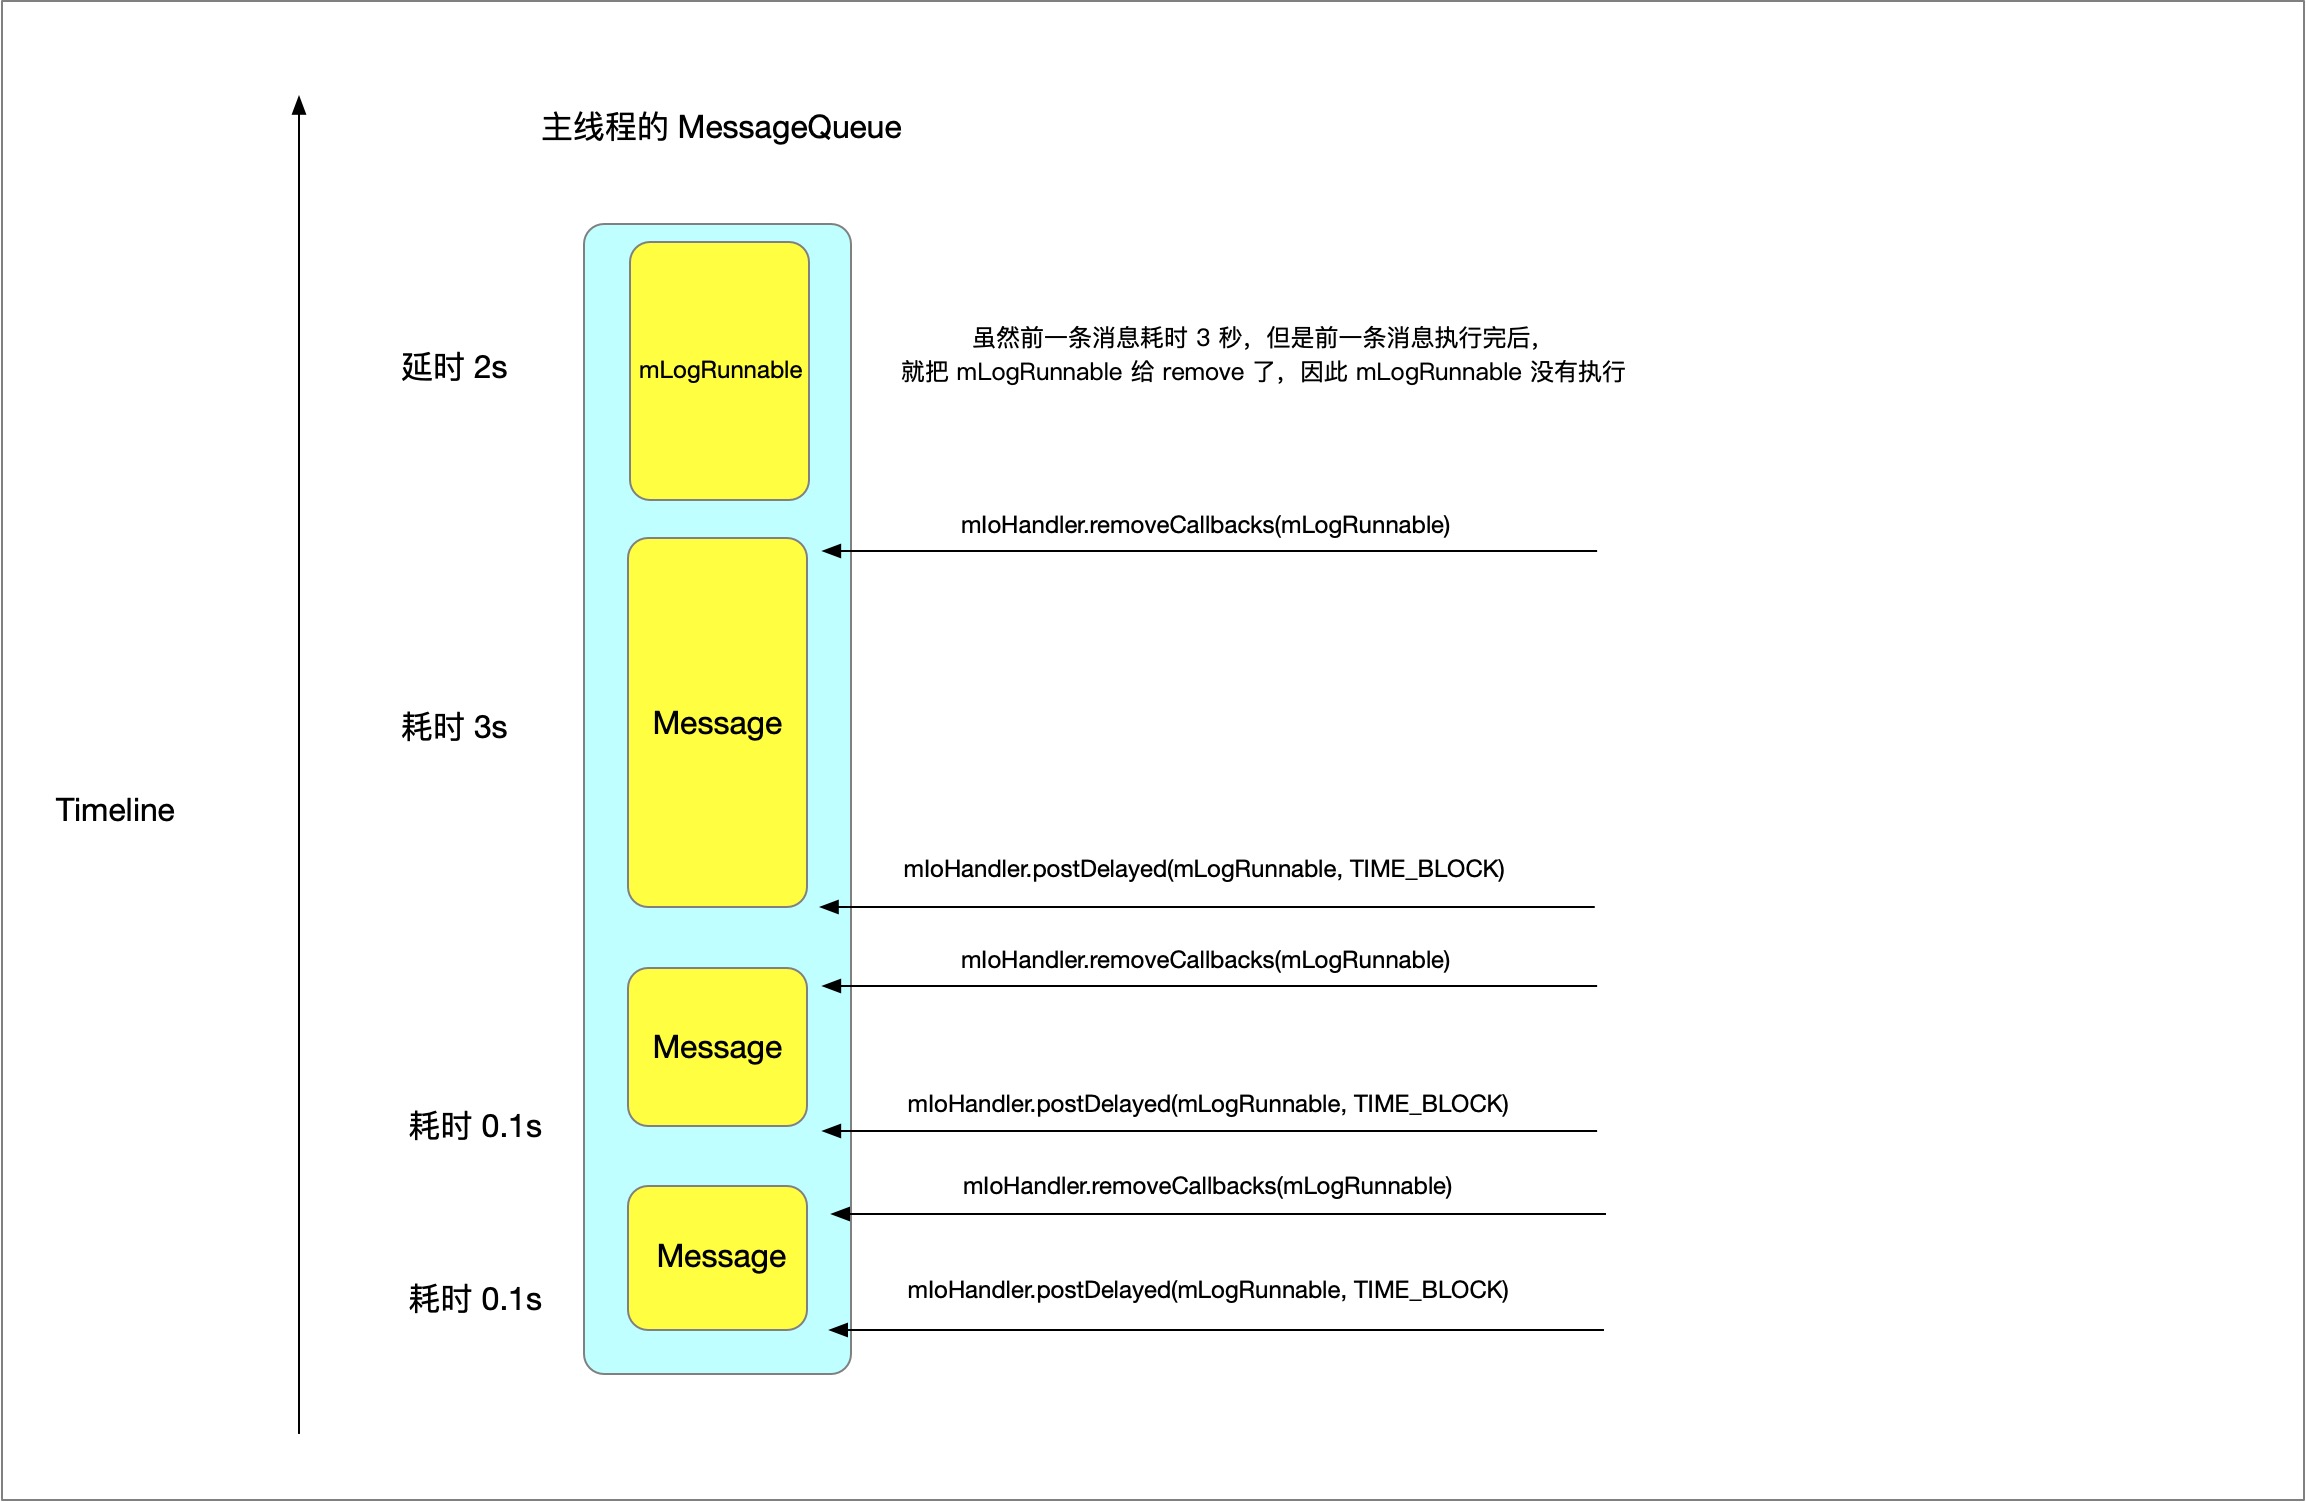 主线程的 MessageQueue
mLogRunnable
延时 2s
虽然前一条消息耗时 3 秒，但是前一条消息执行完后，
就把 mLogRunnable 给 remove 了，因此 mLogRunnable 没有执行
mIoHandler.removeCallbacks(mLogRunnable)
耗时 3s
Message
Timeline
mIoHandler.postDelayed(mLogRunnable, TIME_BLOCK)
mIoHandler.removeCallbacks(mLogRunnable)
Message
耗时 0.1s
mIoHandler.postDelayed(mLogRunnable, TIME_BLOCK)
mIoHandler.removeCallbacks(mLogRunnable)
Message
耗时 0.1s
mIoHandler.postDelayed(mLogRunnable, TIME_BLOCK)